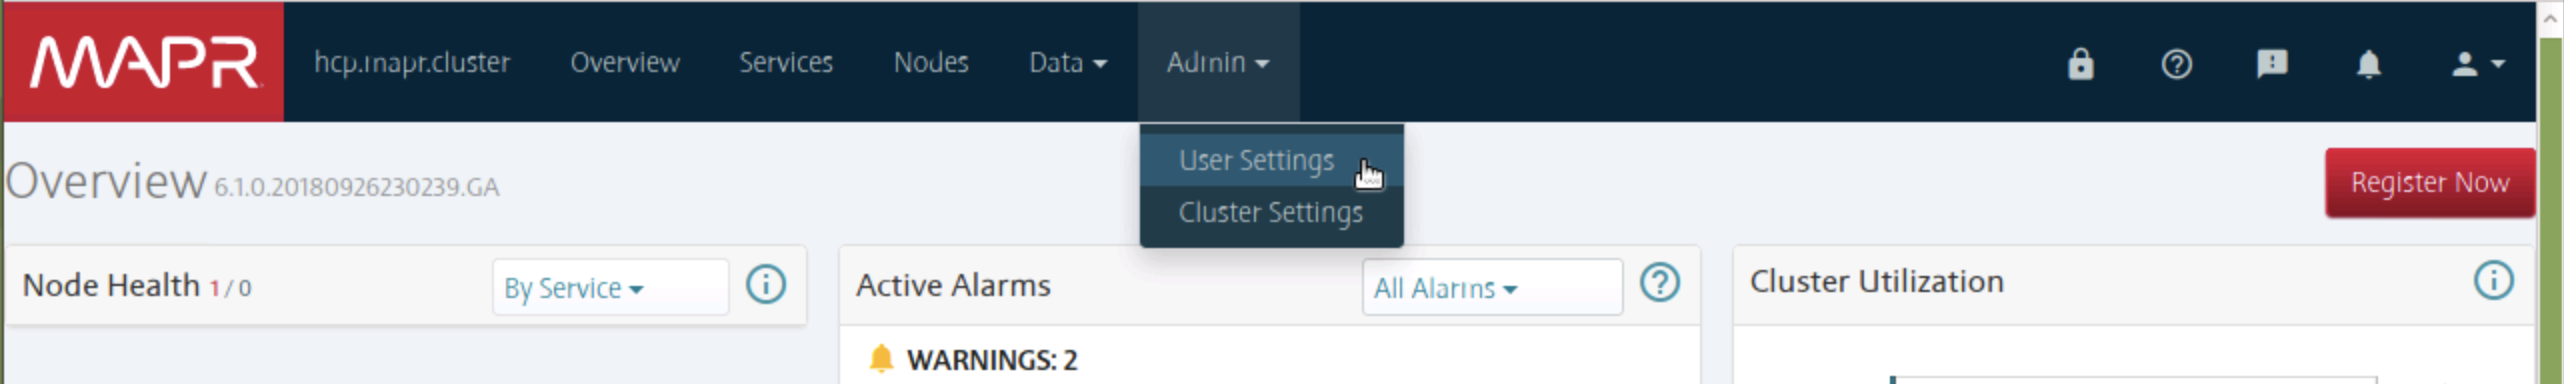 MAPR hcp.mapr.cluster Overview Services Nodes Data Admin
User Settings
Cluster Settings
Overview 6.1.0.20180926230239.GA
Register Now
Node Health 1 / 0 By Service
Active Alarms All Alarms
Cluster Utilization
WARNINGS: 2